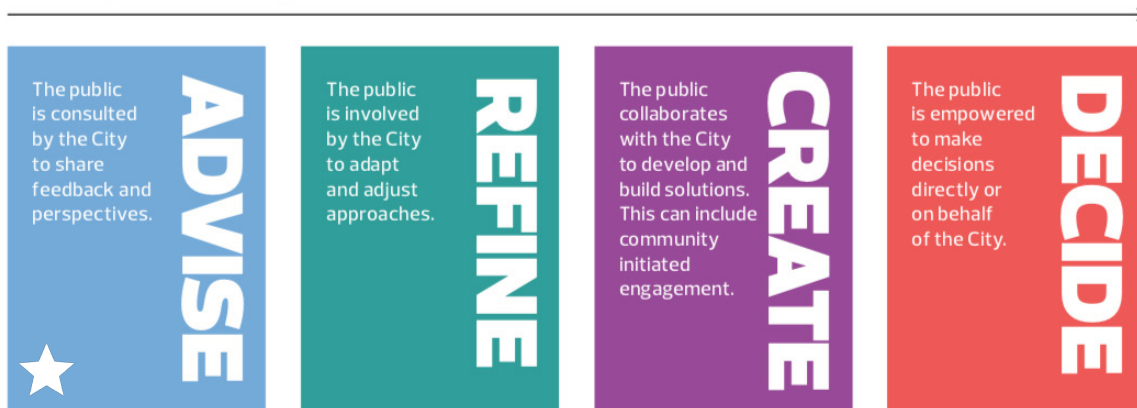 The public
is consulted
by the City
to share
feedback and
perspectives.
ADVISE
The public
is involved
by the City
to adapt
and adjust
approaches.
REFINE
The public
collaborates
with the City
to develop and
build solutions.
This can include
community
initiated
engagement.
CREATE
The public
is empowered
to make
decisions
directly or
on behalf
of the City.
DECIDE